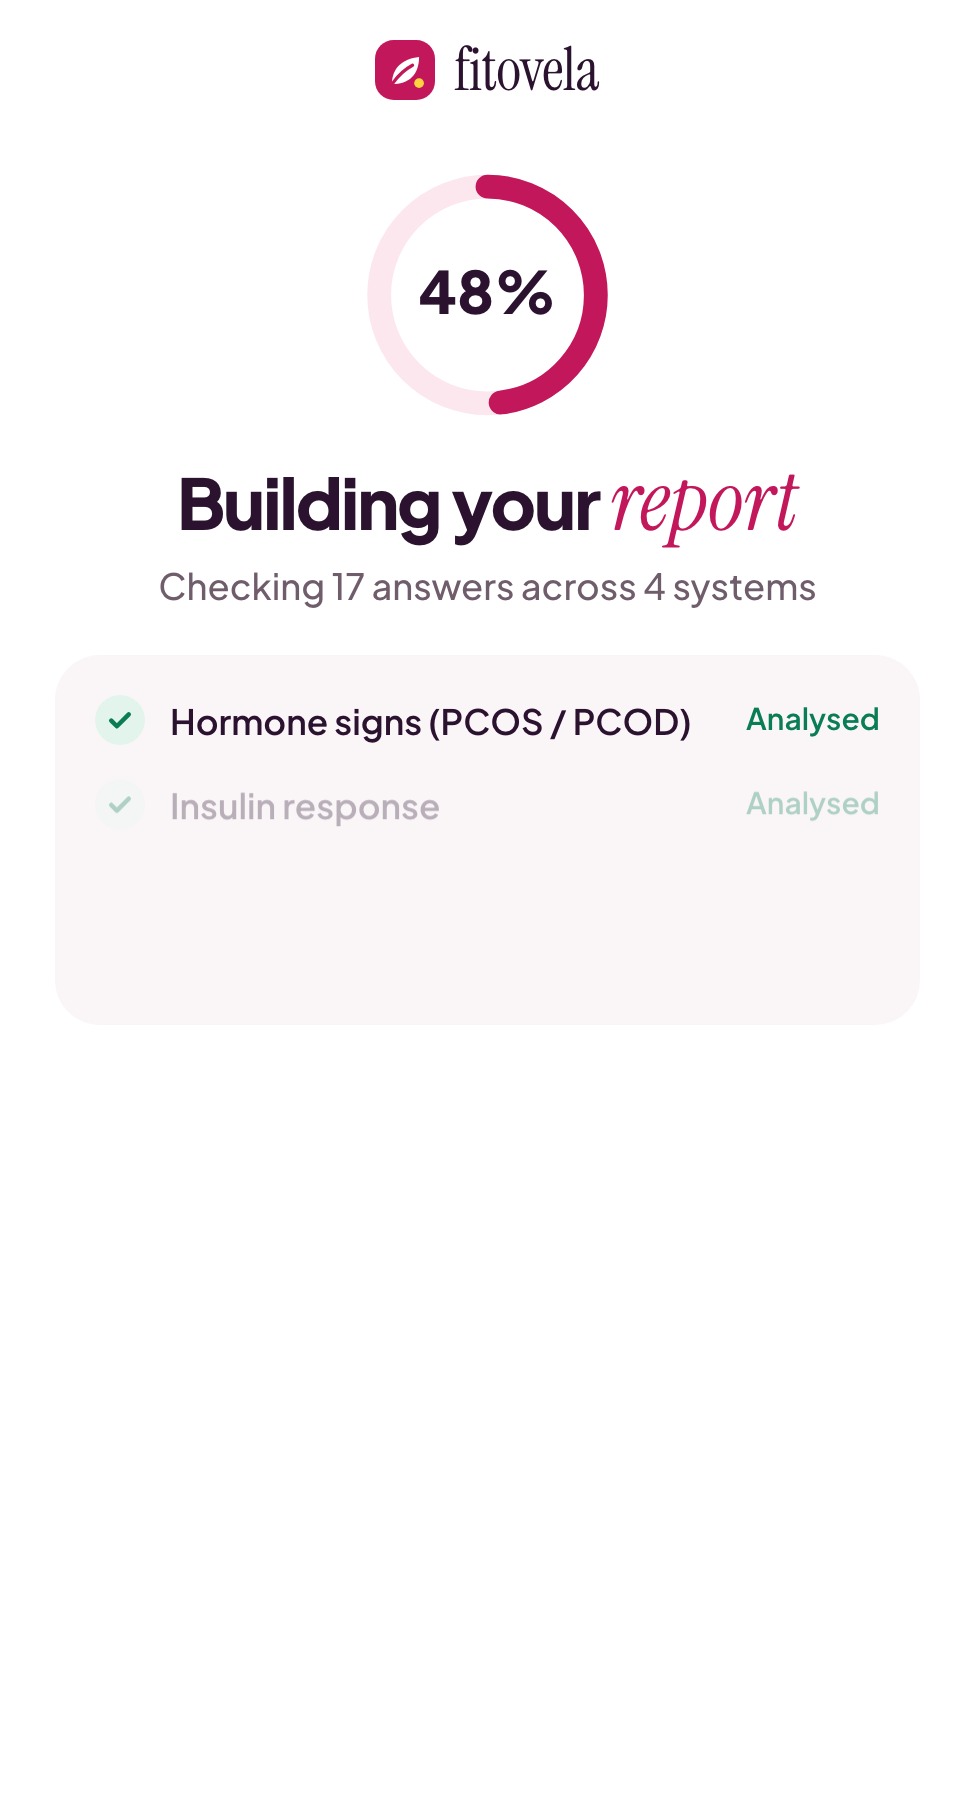 fitovela
48%
Building your report
Checking 17 answers across 4 systems
Hormone signs (PCOS / PCOD) Analysed
Insulin response Analysed